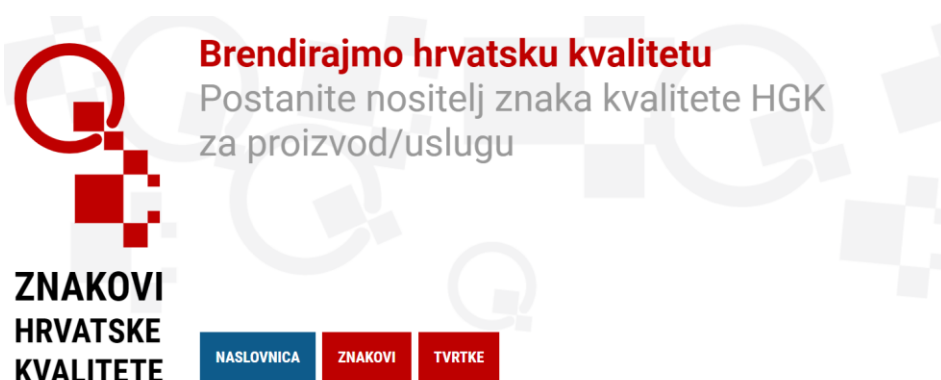 Brendirajmo hrvatsku kvalitetu
Postanite nositelj znaka kvalitete HGK
za proizvod/uslugu
ZNAKOVI
HRVATSKE
KVALITETE
NASLOVNICA
ZNAKOVI
TVRTKE